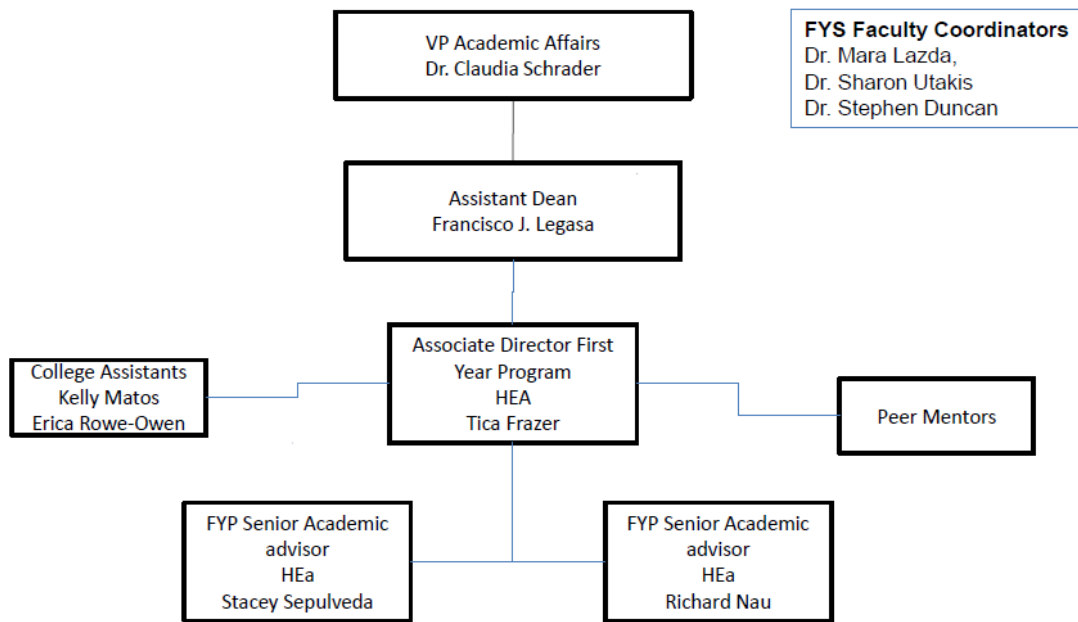 VP Academic Affairs
Dr. Claudia Schrader
FYS Faculty Coordinators
Dr. Mara Lazda,
Dr. Sharon Utakis
Dr. Stephen Duncan
Assistant Dean
Francisco J. Legasa
Associate Director First
Year Program
HEA
Tica Frazer
College Assistants
Kelly Matos
Erica Rowe-Owen
Peer Mentors
FYP Senior Academic
advisor
HEa
Stacey Sepulveda
FYP Senior Academic
advisor
HEa
Richard Nau